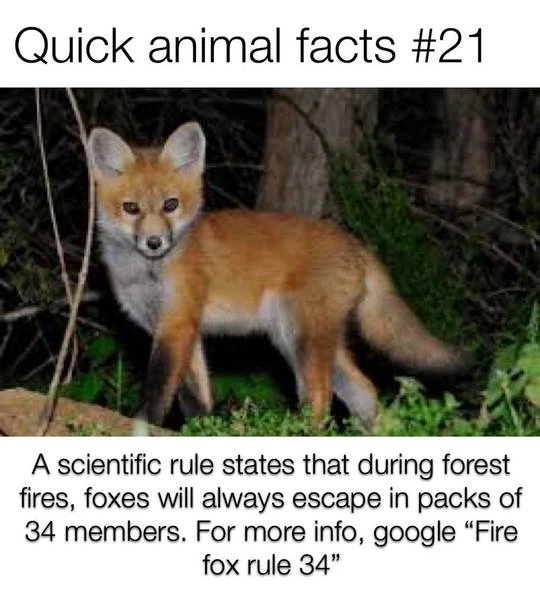 Quick animal facts #21
A scientific rule states that during forest
fires, foxes will always escape in packs of
34 members. For more info, google “Fire
fox rule 34”